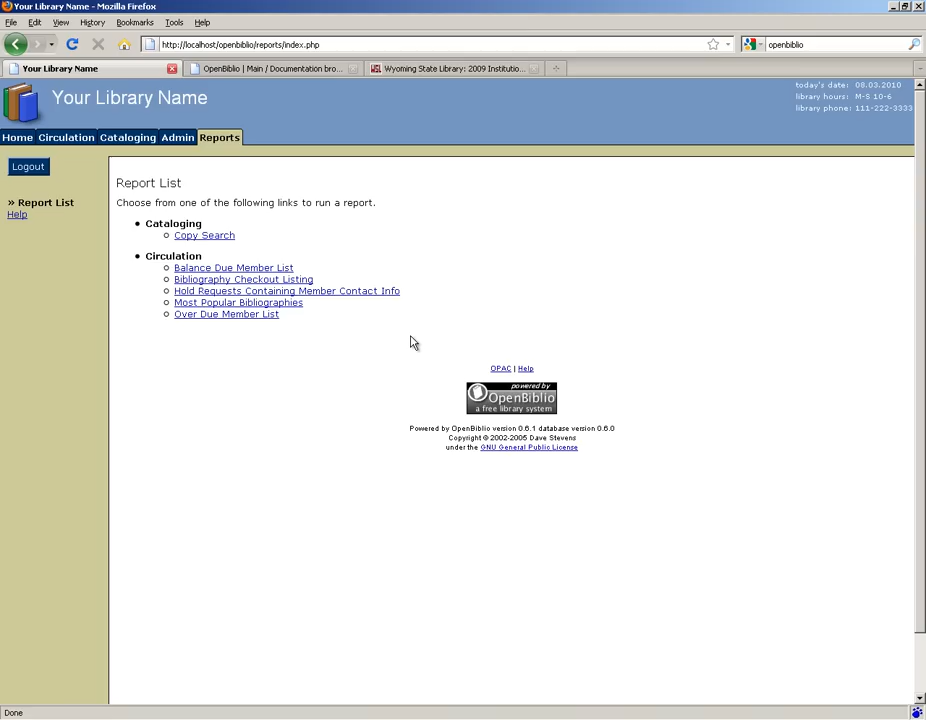 Your Library Name - Mozilla Firefox
File Edit View History Bookmarks Tools Help
http://localhost/openbiblio/reports/index.php
openbiblio
Your Library Name
OpenBiblio | Main / Documentation bro...
Wyoming State Library: 2009 Institutio...
Your Library Name
today's date: 08.03.2010
library hours: M-S 10-6
library phone: 111-222-3333
Home Circulation Cataloging Admin Reports
Logout
» Report List
Help
Report List
Choose from one of the following links to run a report.
Cataloging
Copy Search
Circulation
Balance Due Member List
Bibliography Checkout Listing
Hold Requests Containing Member Contact Info
Most Popular Bibliographies
Over Due Member List
OPAC | Help
powered by
OpenBiblio
a free library system
Powered by OpenBiblio version 0.6.1 database version 0.6.0
Copyright © 2002-2005 Dave Stevens
under the GNU General Public License
Done